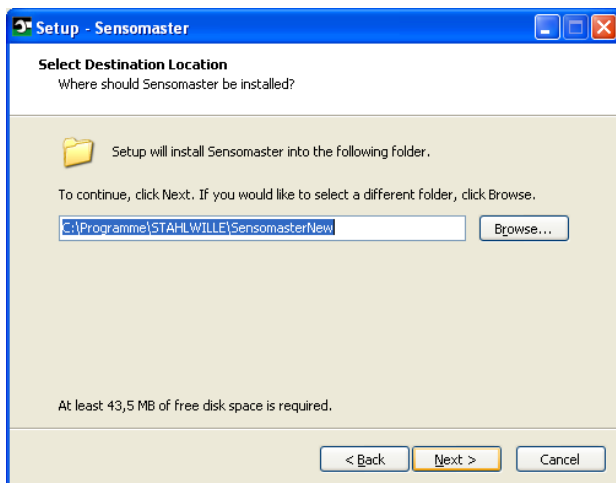 Setup - Sensomaster
Select Destination Location
Where should Sensomaster be installed?
Setup will install Sensomaster into the following folder.
To continue, click Next. If you would like to select a different folder, click Browse.
C:\Programme\STAHLWILLE\SensomasterNew
Browse...
At least 43,5 MB of free disk space is required.
< Back
Next >
Cancel